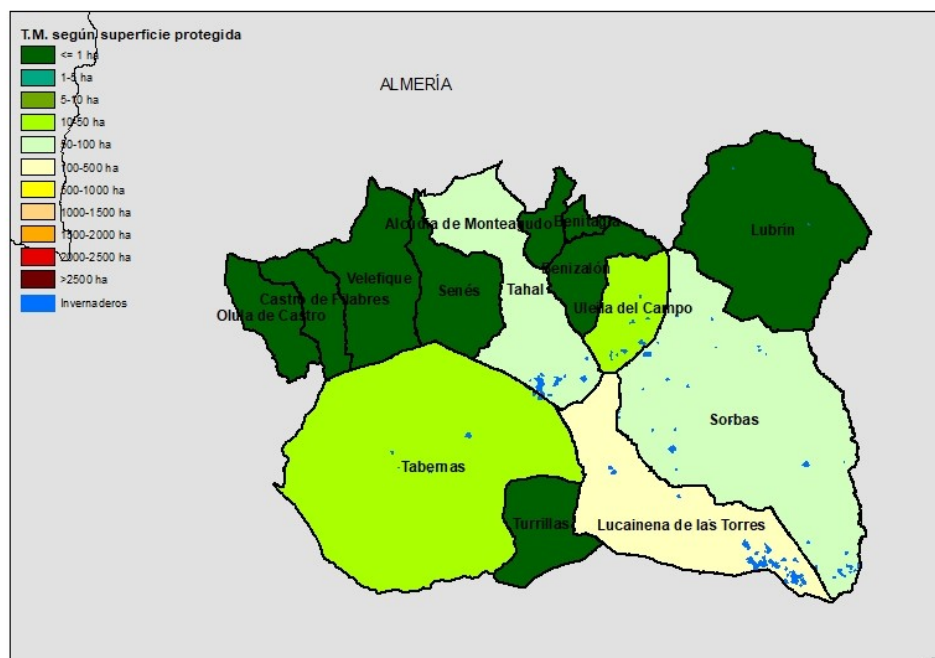 T.M. según superficie protegida
<= 1 ha
1-5 ha
5-10 ha
10-50 ha
50-100 ha
100-500 ha
500-1000 ha
1000-1500 ha
1500-2000 ha
2000-2500 ha
>2500 ha
Invernaderos
ALMERÍA
Alcudia de Monteagudo
Benitagla
Lubrín
Benizalón
Velefique
Senés
Tahal
Castro de Filabres
Olula de Castro
Uleila del Campo
Sorbas
Tabernas
Turrillas
Lucainena de las Torres